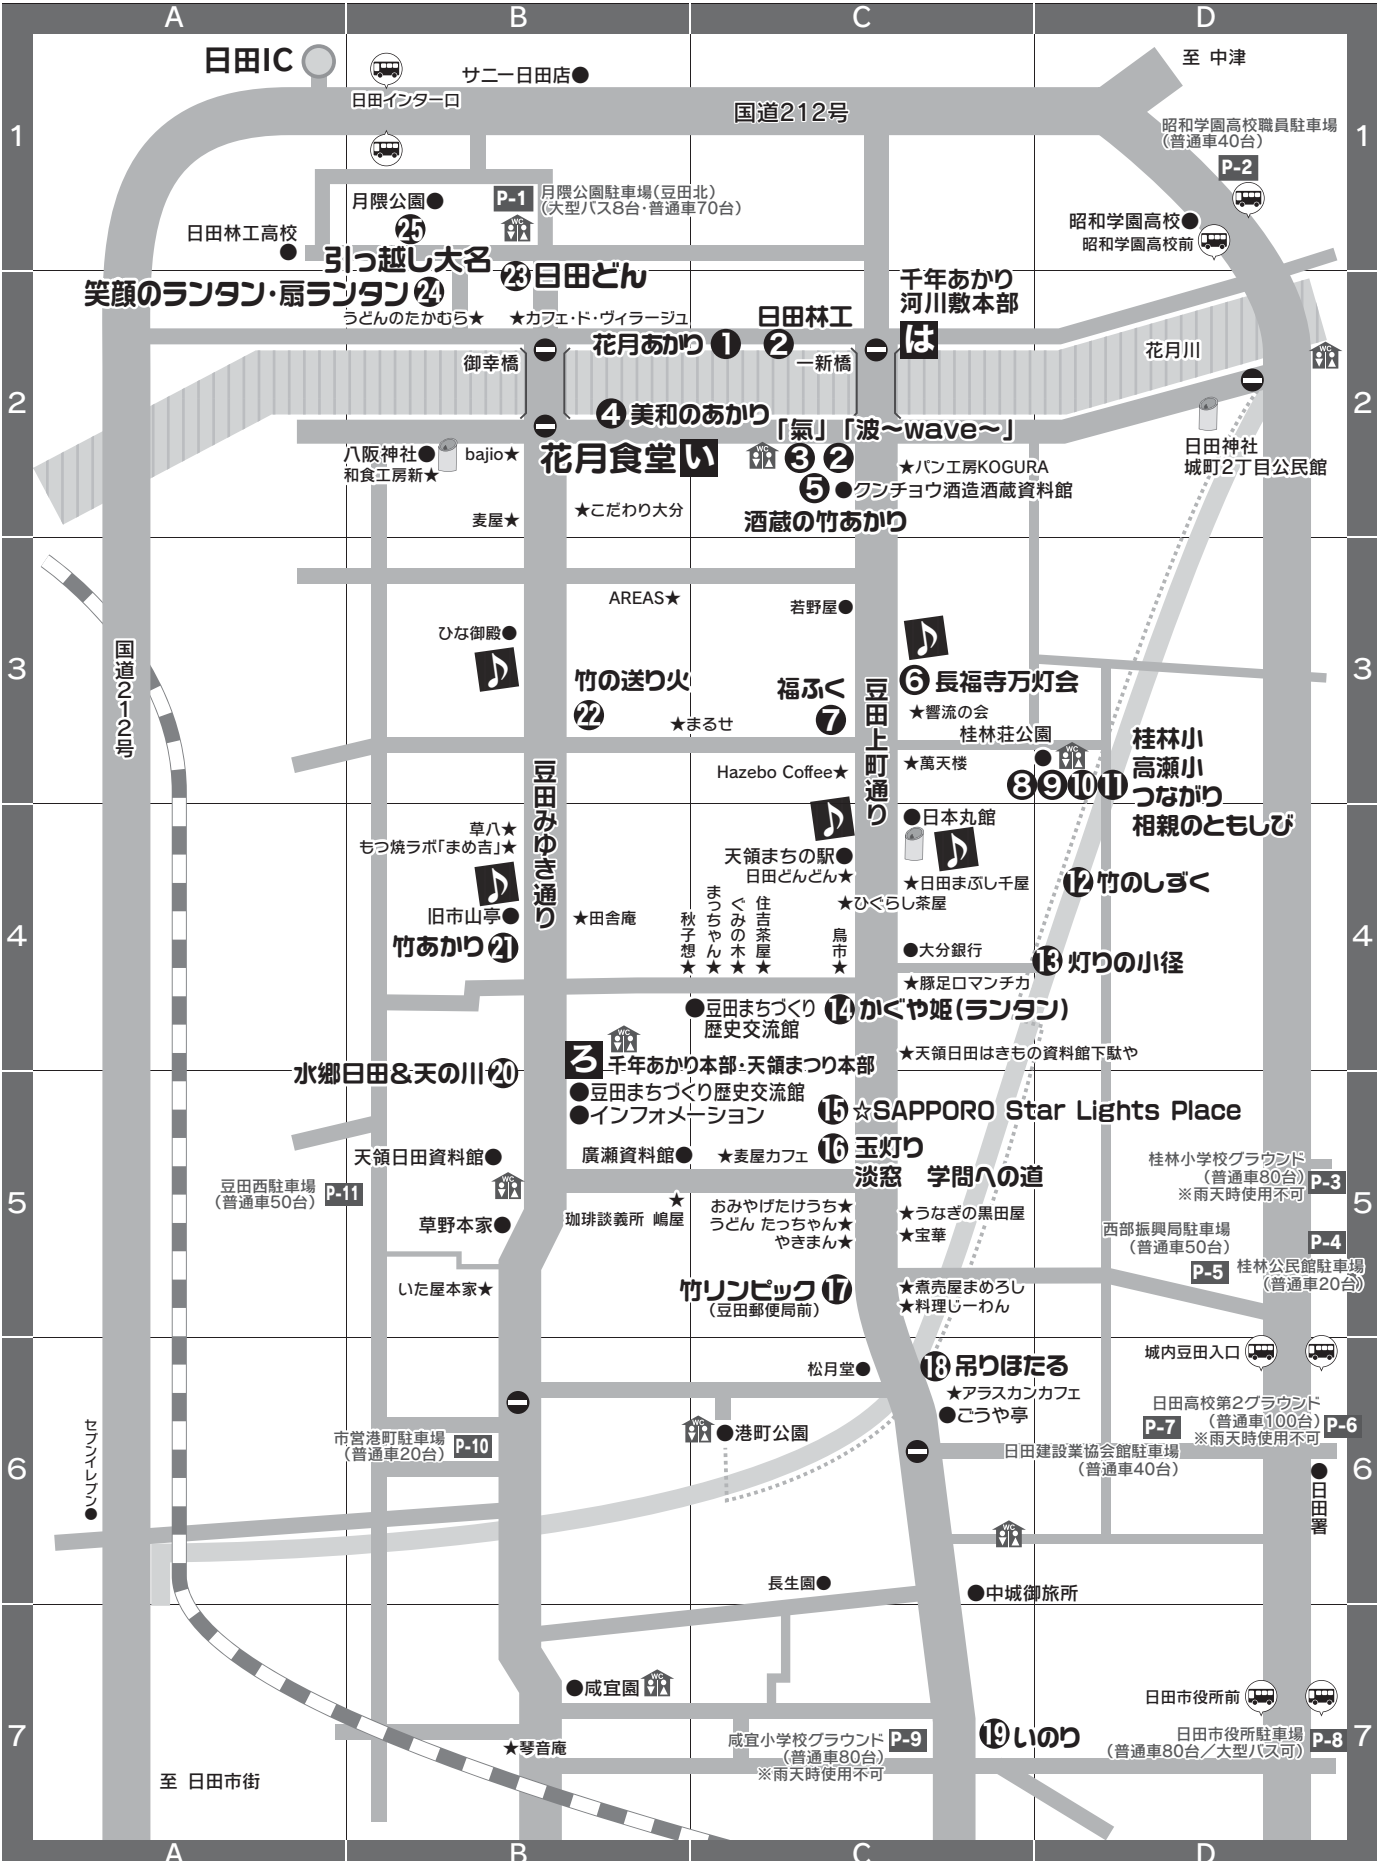 A
B
C
D
1
日田IC
サニー日田店●
日田インター口
国道212号
至 中津
昭和学園高校職員駐車場
(普通車40台)
P-2
1
月隈公園●
P-1
月隈公園駐車場(豆田北)
(大型バス8台・普通車70台)
昭和学園高校●
昭和学園高校前
日田林工高校
●
㉕
引っ越し大名
㉓日田どん
笑顔のランタン・扇ランタン㉔
千年あかり
河川敷本部
は
うどんのたかむら★
★カフェ・ド・ヴィラージュ
日田林工
花月あかり❶
❷
御幸橋
一新橋
花月川
2
2
❹美和のあかり
「氣」「波～wave～」
WC
❸ ❷
八阪神社●
bajio★
和食工房新★
花月食堂い
★パン工房KOGURA
日田神社
城町2丁目公民館
❺ ●クンチョウ酒造酒蔵資料館
酒蔵の竹あかり
麦屋★
★こだわり大分
3
3
AREAS★
若野屋●
ひな御殿●
国道212号
竹の送り火
㉒
★まるせ
福ふく
❼
❻長福寺万灯会
★響流の会
豆田上町通り
桂林荘公園
●
WC
★萬天楼
Hazebo Coffee★
❽❾❿⓫
桂林小
高瀬小
つながり
相親のともしび
豆田みゆき通り
4
4
草八★
もつ焼ラボ「まめ吉」★
●日本丸館
天領まちの駅●
日田どんどん★
★日田まぶし千屋
★ひぐらし茶屋
⓬竹のしずく
旧市山亭●
竹あかり㉑
★田舎庵
秋子想★
まつちゃん★
ぐみの木★
住吉茶屋★
鳥市★
●大分銀行
⓭灯りの小径
★豚足ロマンチカ
●豆田まちづくり
歴史交流館
⓮かぐや姫(ランタン)
WC
ろ
千年あかり本部・天領まつり本部
★天領日田はきもの資料館下駄や
水郷日田&天の川⓴
●豆田まちづくり歴史交流館
●インフォメーション
⓯☆SAPPORO Star Lights Place
5
5
天領日田資料館●
廣瀬資料館●
★麦屋カフェ
⓰玉灯り
淡窓 学問への道
桂林小学校グラウンド
(普通車80台)
※雨天時使用不可
P-3
豆田西駐車場
(普通車50台)
P-11
WC
草野本家●
★
珈琲談義所 嶋屋
おみやげたけうち★
うどん たっちゃん★
やきまん★
★うなぎの黒田屋
★宝華
西部振興局駐車場
(普通車50台)
P-4
P-5
桂林公民館駐車場
(普通車20台)
いた屋本家★
竹リンピック⓱
(豆田郵便局前)
★煮売屋まめろし
★料理じーわん
6
6
松月堂●
⓲吊りほたる
★アラスカンカフェ
●ごうや亭
城内豆田入口
日田高校第2グラウンド
(普通車100台)
※雨天時使用不可
P-6
P-7
日田建設業協会館駐車場
(普通車40台)
市営港町駐車場
(普通車20台)
P-10
WC
●港町公園
セブンイレブン●
●日田署
WC
長生園●
●中城御旅所
7
7
●咸宜園
WC
★琴音庵
咸宜小学校グラウンド
(普通車80台)
※雨天時使用不可
P-9
⓳いのり
日田市役所前
日田市役所駐車場
(普通車80台/大型バス可)
P-8
至 日田市街
A
B
C
D